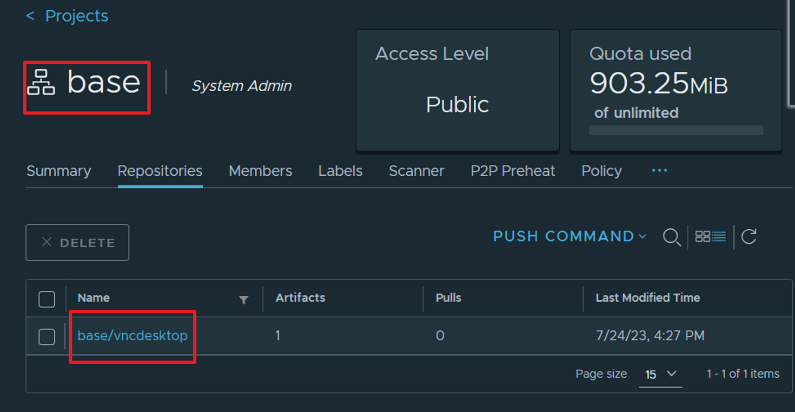 < Projects
base
System Admin
Access Level
Public
Quota used
903.25MiB
of unlimited
Summary Repositories Members Labels Scanner P2P Preheat Policy ...
× DELETE
PUSH COMMAND
Name Artifacts Pulls Last Modified Time
base/vncdesktop 1 0 7/24/23, 4:27 PM
Page size 15 1 - 1 of 1 items